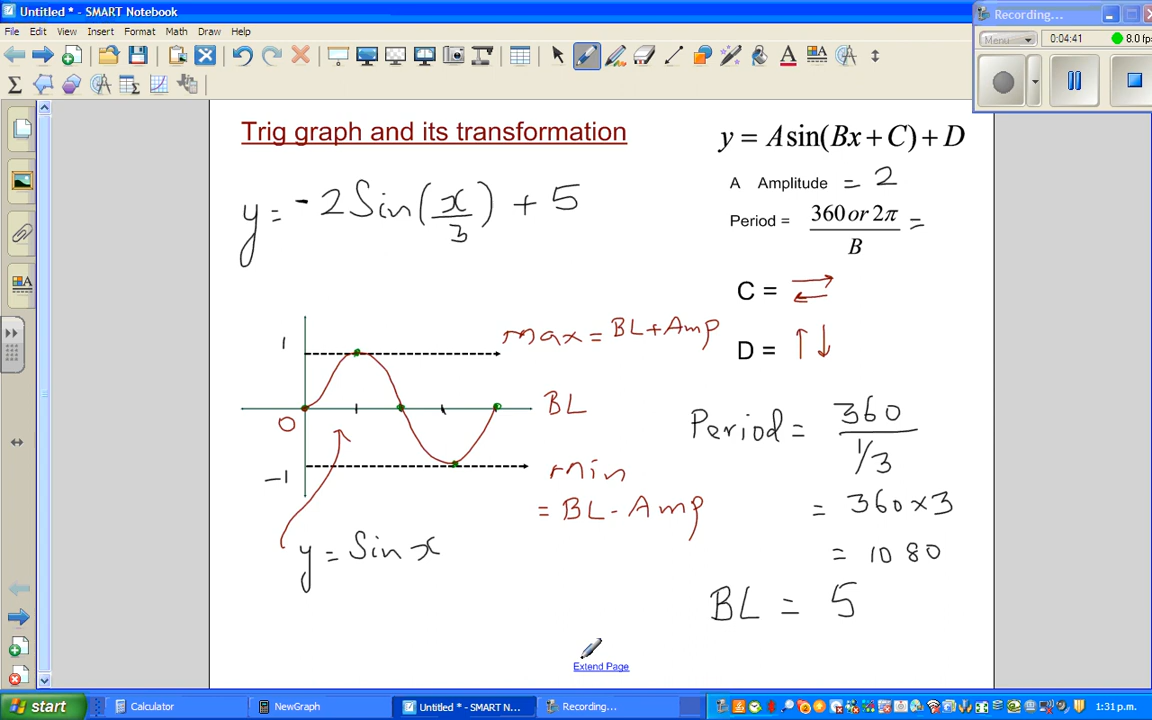 Untitled * - SMART Notebook
Recording...
File Edit View Insert Format Math Draw Help
Menu
0:04:41
8.0 fp
Trig graph and its transformation
y = A sin(Bx + C) + D
A Amplitude = 2
y = -2 Sin(x/3) + 5
Period = 360 or 2π / B =
C =
D =
1
max = BL + Amp
BL
0
-1
min
= BL - Amp
y = Sin x
Period = 360 / 1/3
= 360 × 3
= 1080
BL = 5
Extend Page
start
Calculator
NewGraph
Untitled * - SMART N...
Recording...
1:31 p.m.